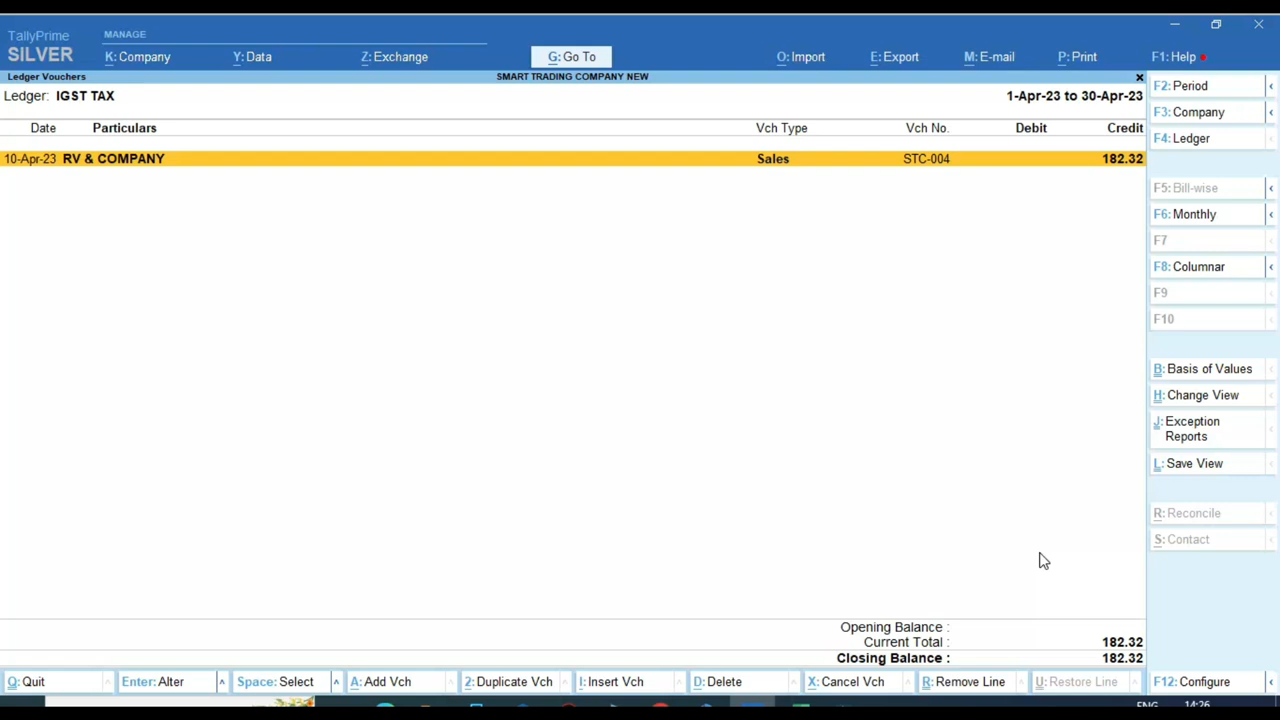 TallyPrime
SILVER
MANAGE
K: Company
Y: Data
Z: Exchange
G: Go To
O: Import
E: Export
M: E-mail
P: Print
F1: Help
Ledger Vouchers
SMART TRADING COMPANY NEW
Ledger: IGST TAX
1-Apr-23 to 30-Apr-23
Date Particulars Vch Type Vch No. Debit Credit
10-Apr-23 RV & COMPANY Sales STC-004 182.32
Opening Balance :
Current Total : 182.32
Closing Balance : 182.32
F2: Period
F3: Company
F4: Ledger
F5: Bill-wise
F6: Monthly
F7
F8: Columnar
F9
F10
B: Basis of Values
H: Change View
J: Exception
Reports
L: Save View
R: Reconcile
S: Contact
Q: Quit
Enter: Alter
Space: Select
A: Add Vch
2: Duplicate Vch
I: Insert Vch
D: Delete
X: Cancel Vch
R: Remove Line
U: Restore Line
F12: Configure
ENG 14:26